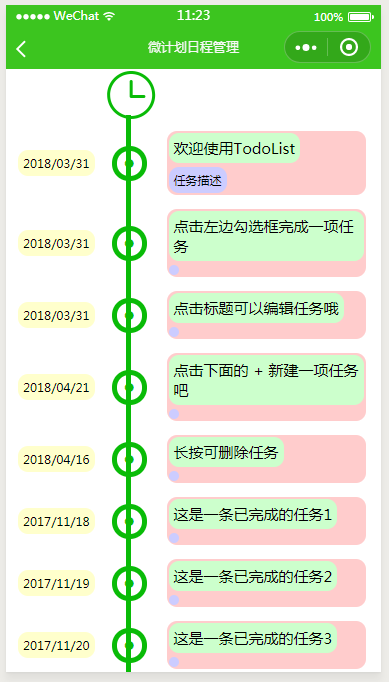 WeChat 11:23 100%
微计划日程管理
2018/03/31
欢迎使用TodoList
任务描述
2018/03/31
点击左边勾选框完成一项任
务
2018/03/31
点击标题可以编辑任务哦
2018/04/21
点击下面的 + 新建一项任务
吧
2018/04/16
长按可删除任务
2017/11/18
这是一条已完成的任务1
2017/11/19
这是一条已完成的任务2
2017/11/20
这是一条已完成的任务3